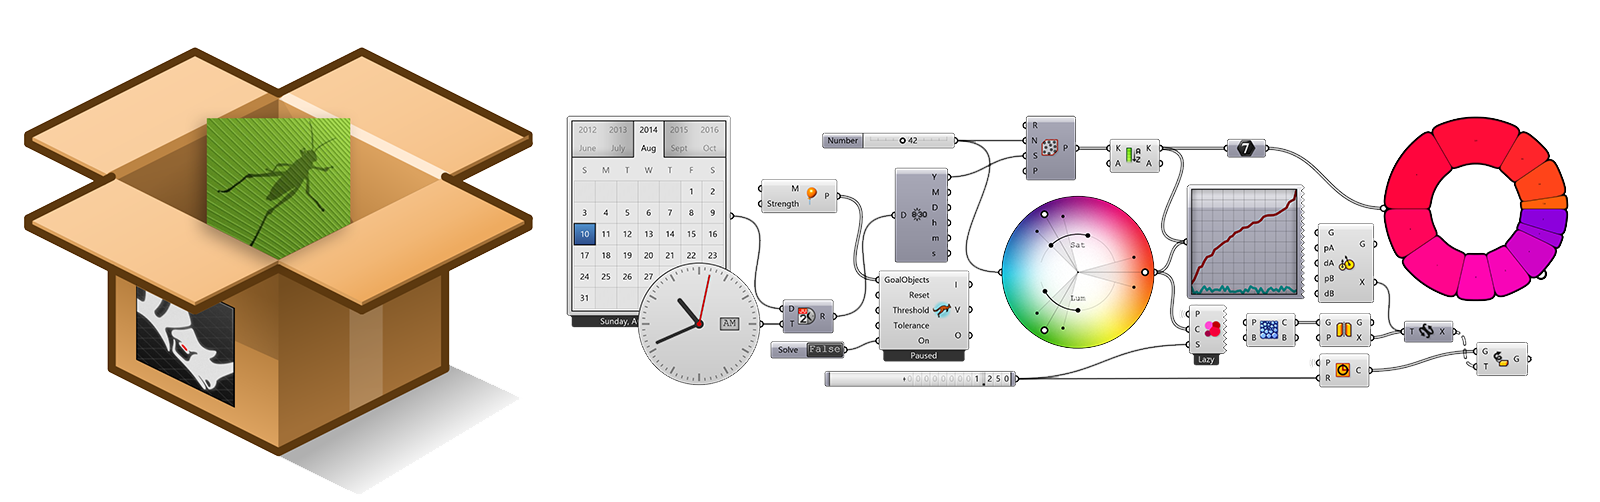 2012 2013 2014 2015 2016
June July Aug Sept Oct
S M T W T F S
1 2
3 4 5 6 7 8 9
10 11 12 13 14 15 16
17 18 19 20 21 22 23
24 25 26 27
31
Sunday, A
AM
M
Strength
P
D
T
R
Solve False
Number 42
D
Y
M
D
h
m
s
8:30
GoalObjects
Reset
Threshold
Tolerance
On
I
V
O
Paused
1 2 5 0
R
N
S
P
P
K
A
K
A
A
Z
7
Sat
Lum
P
C
S
Lazy
G
pA
dA
pB
dB
G
X
P
B
C
B
G
P
G
X
P
R
C
T X
G
T
G